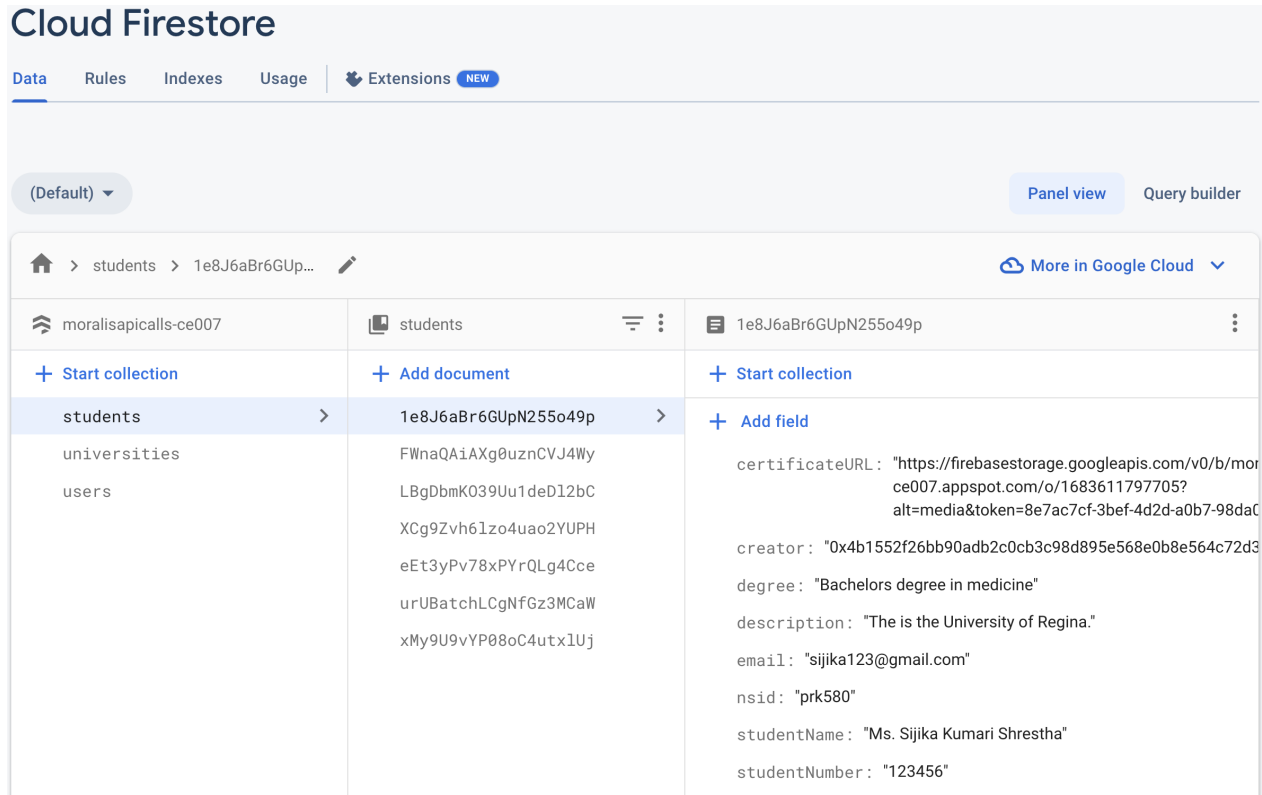 Cloud Firestore
Data Rules Indexes Usage Extensions NEW
(Default) Panel view Query builder
students 1e8J6aBr6GUp... More in Google Cloud
moralisapicalls-ce007 students 1e8J6aBr6GUpN255o49p
Start collection
students
universities
users
Add document
1e8J6aBr6GUpN255o49p
FWnaQAiAXg0uznCVJ4Wy
LBgDbmKO39Uu1deDl2bC
XCg9Zvh6lzo4uao2YUPH
eEt3yPv78xPYrQLg4Cce
urUBatchLCgNfGz3MCaW
xMy9U9vYP08oC4utxlUj
Start collection
Add field
certificateURL: "https://firebasestorage.googleapis.com/v0/b/mor
ce007.appspot.com/o/1683611797705?
alt=media&token=8e7ac7cf-3bef-4d2d-a0b7-98da0
creator: "0x4b1552f26bb90adb2c0cb3c98d895e568e0b8e564c72d3
degree: "Bachelors degree in medicine"
description: "The is the University of Regina."
email: "sijika123@gmail.com"
nsid: "prk580"
studentName: "Ms. Sijika Kumari Shrestha"
studentNumber: "123456"